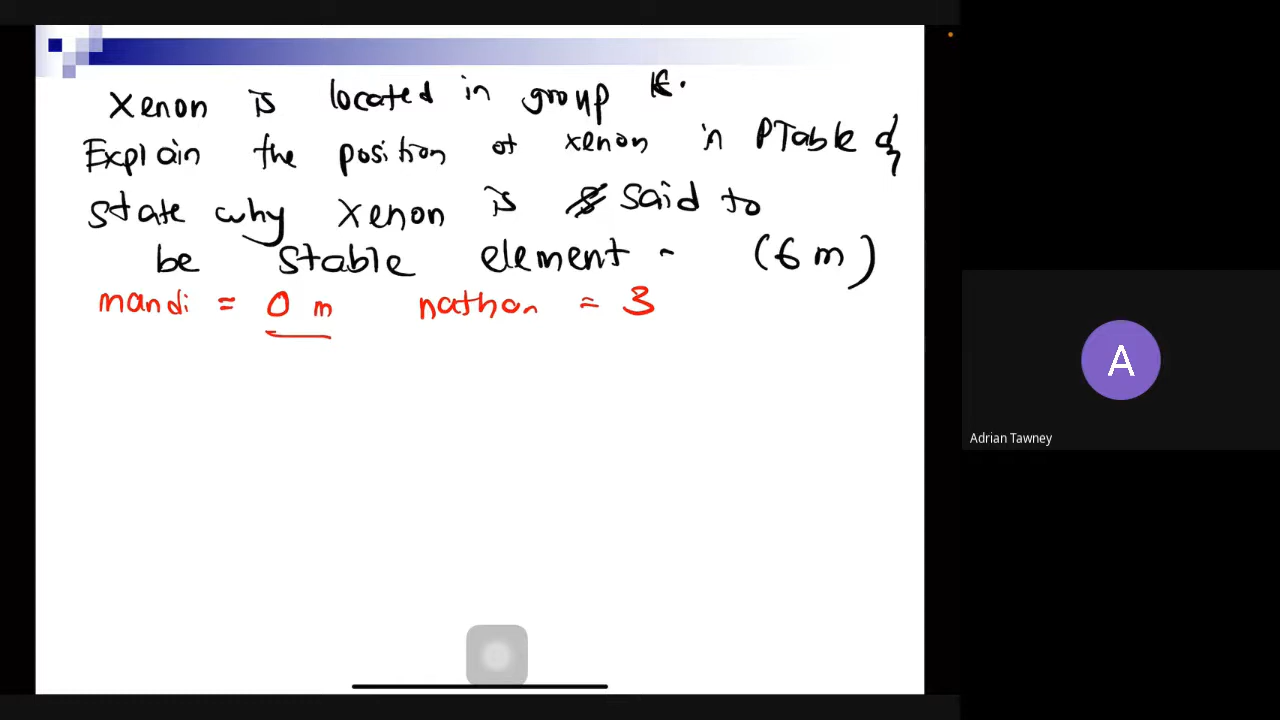 Xenon is located in group
Explain the position of xenon in PTable &
state why xenon is said to
be stable element - (6 m)
mandi = 0 m nathan = 3
A
Adrian Tawney